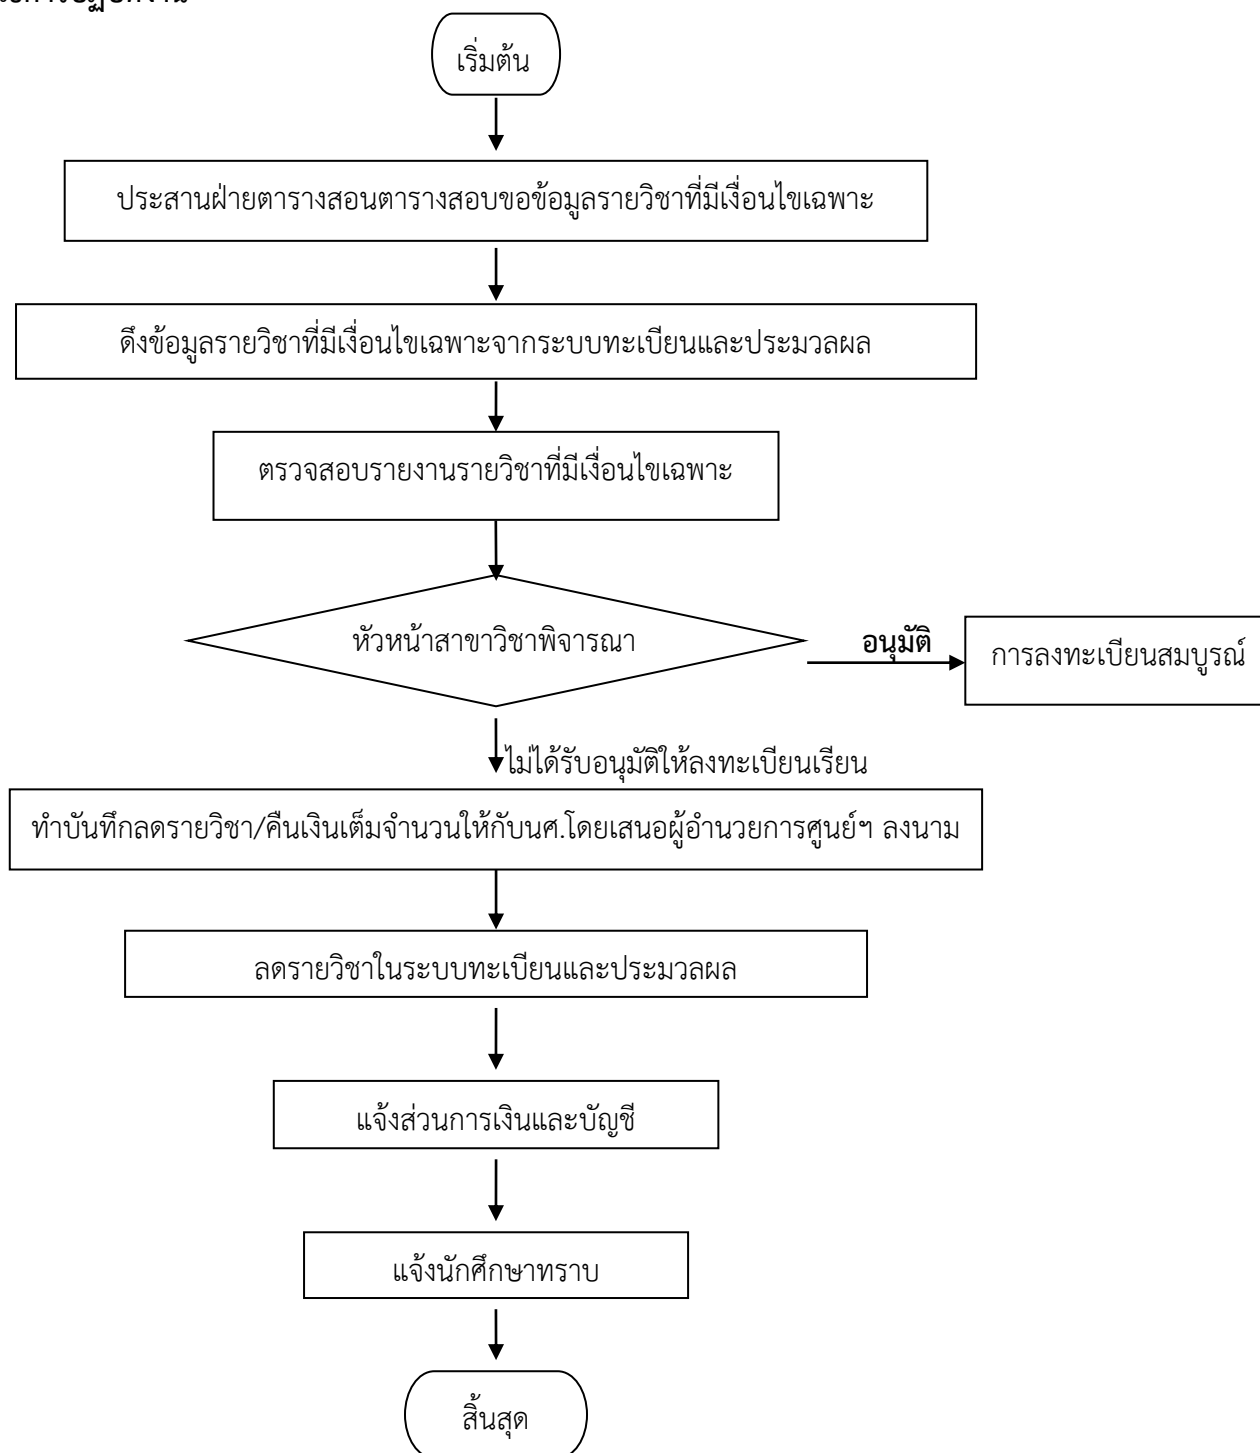 เริ่มต้น
ประสานฝ่ายตารางสอนตารางสอบขอข้อมูลรายวิชาที่มีเงื่อนไขเฉพาะ
ดึงข้อมูลรายวิชาที่มีเงื่อนไขเฉพาะจากระบบทะเบียนและประมวลผล
ตรวจสอบรายงานรายวิชาที่มีเงื่อนไขเฉพาะ
หัวหน้าสาขาวิชาพิจารณา
อนุมัติ
การลงทะเบียนสมบูรณ์
ไม่ได้รับอนุมัติให้ลงทะเบียนเรียน
ทำบันทึกลดรายวิชา/คืนเงินเต็มจำนวนให้กับนศ.โดยเสนอผู้อำนวยการศูนย์ฯ ลงนาม
ลดรายวิชาในระบบทะเบียนและประมวลผล
แจ้งส่วนการเงินและบัญชี
แจ้งนักศึกษาทราบ
สิ้นสุด